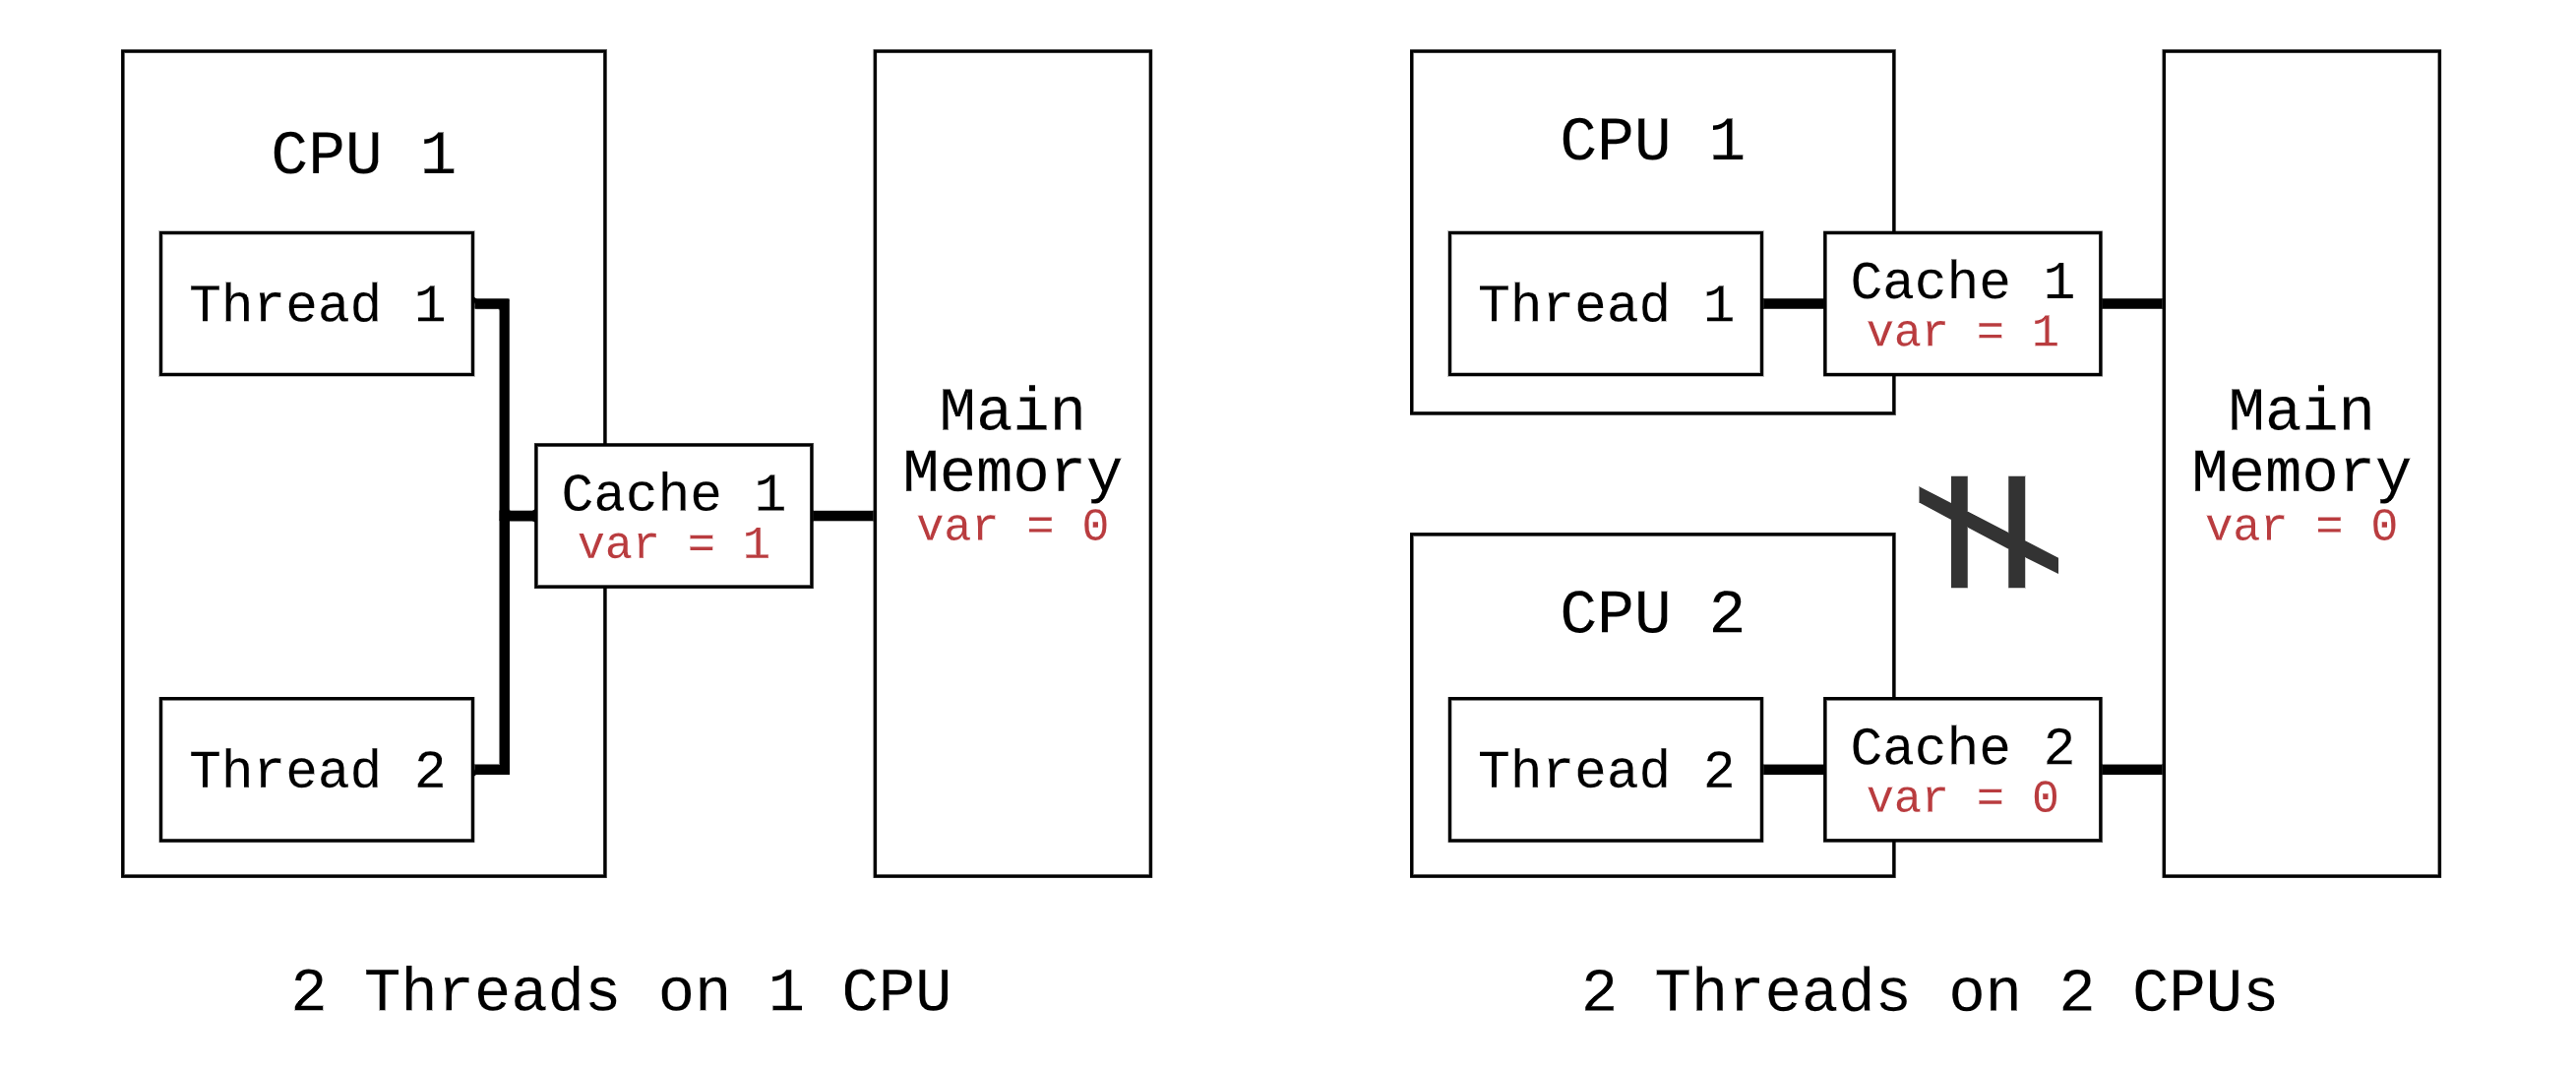 CPU 1
Thread 1
Cache 1
var = 1
Thread 2
Main
Memory
var = 0
2 Threads on 1 CPU
CPU 1
Thread 1
Cache 1
var = 1
≠
CPU 2
Thread 2
Cache 2
var = 0
Main
Memory
var = 0
2 Threads on 2 CPUs